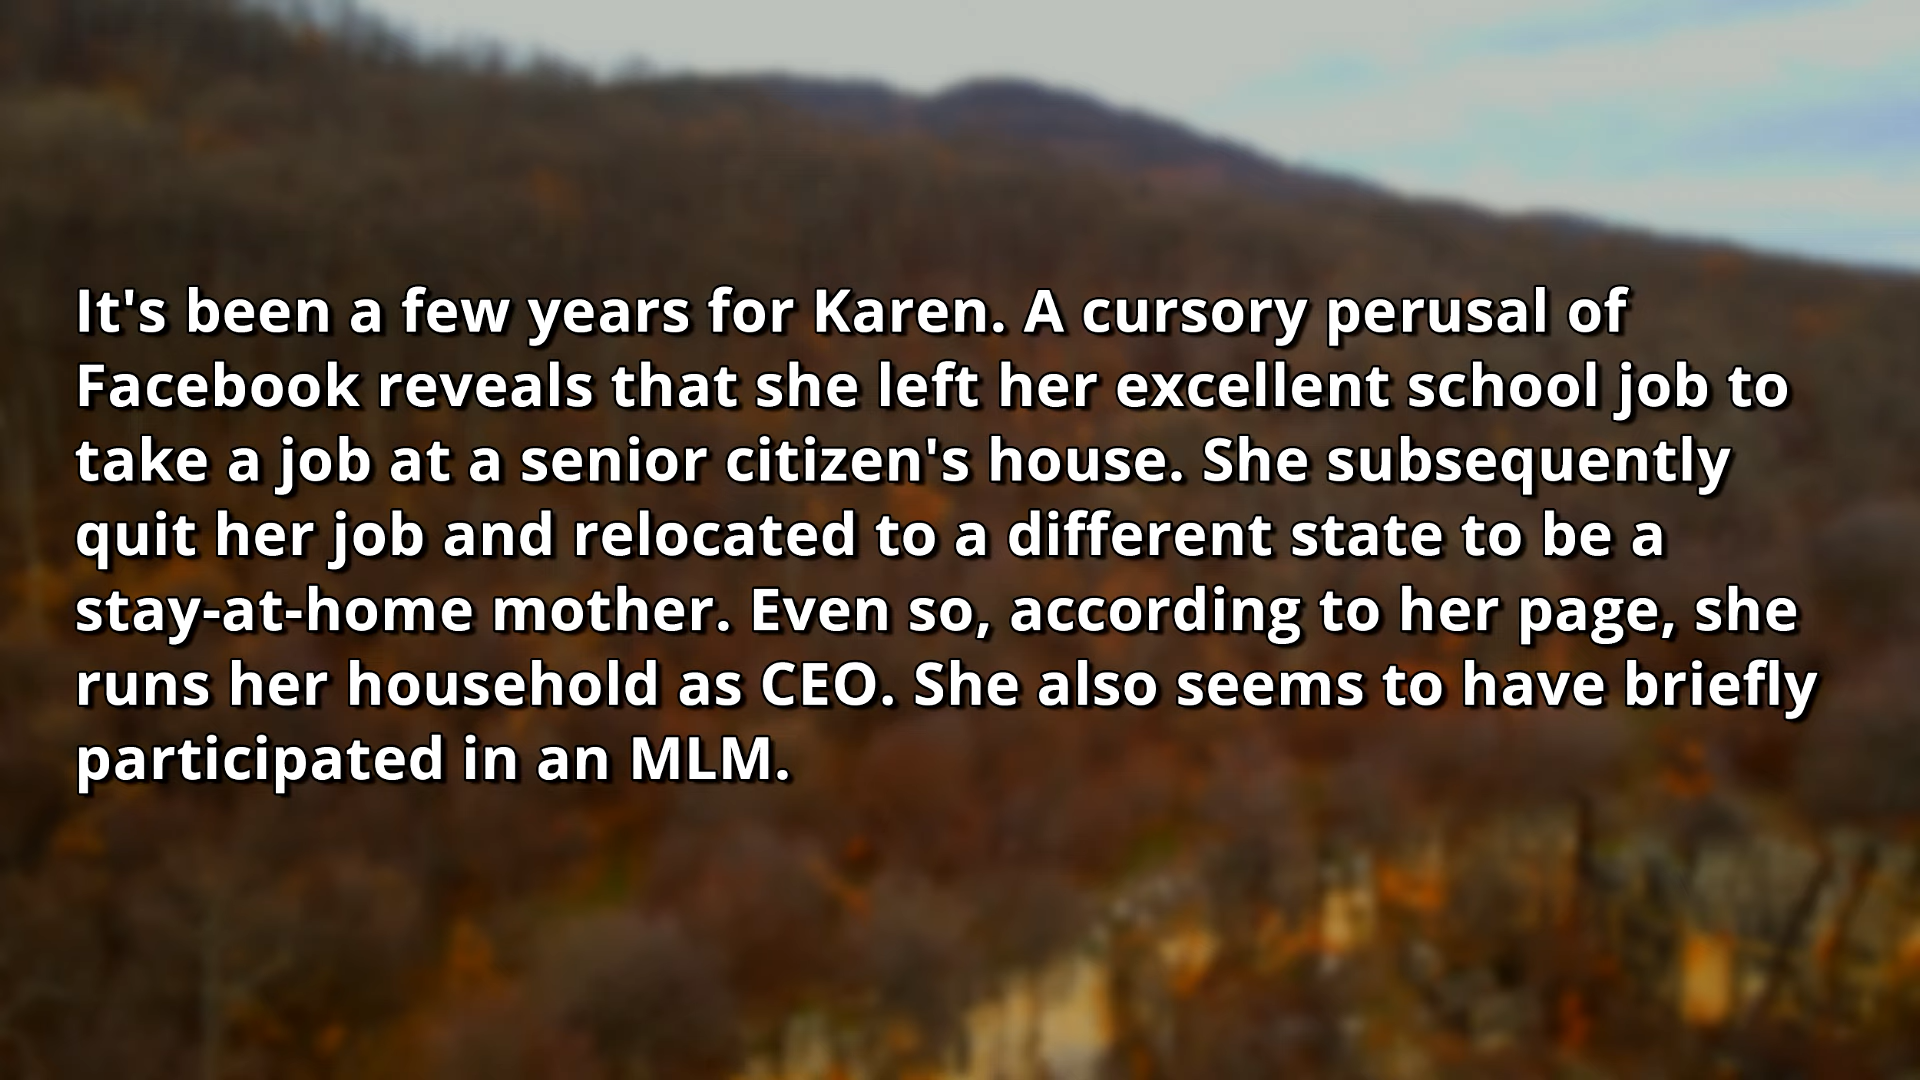 It's been a few years for Karen. A cursory perusal of
Facebook reveals that she left her excellent school job to
take a job at a senior citizen's house. She subsequently
quit her job and relocated to a different state to be a
stay-at-home mother. Even so, according to her page, she
runs her household as CEO. She also seems to have briefly
participated in an MLM.